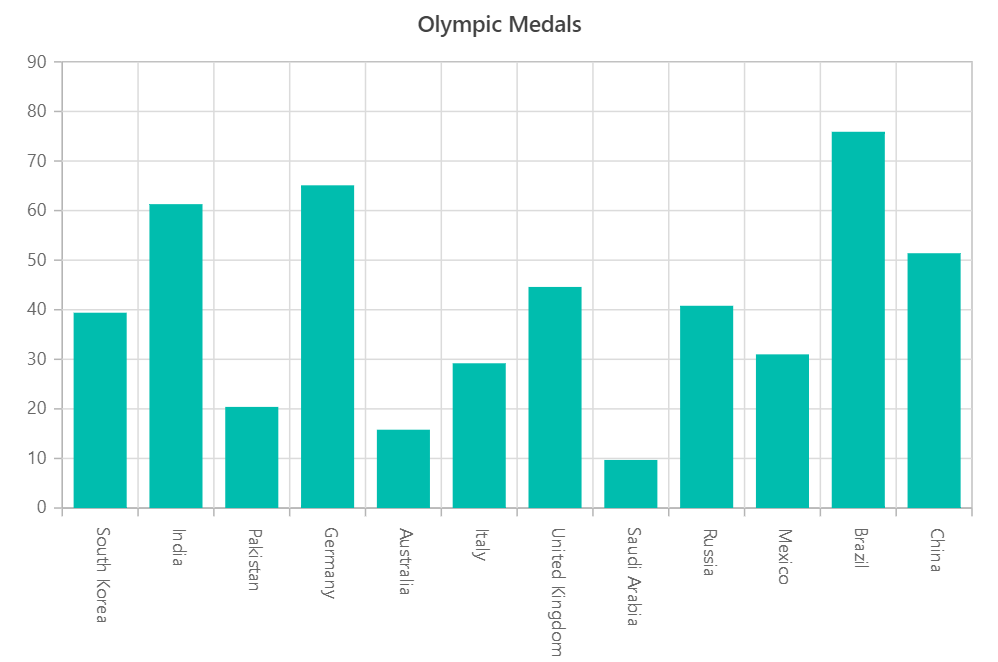 Olympic Medals
90
80
70
60
50
40
30
20
10
0
South Korea
India
Pakistan
Germany
Australia
Italy
United Kingdom
Saudi Arabia
Russia
Mexico
Brazil
China